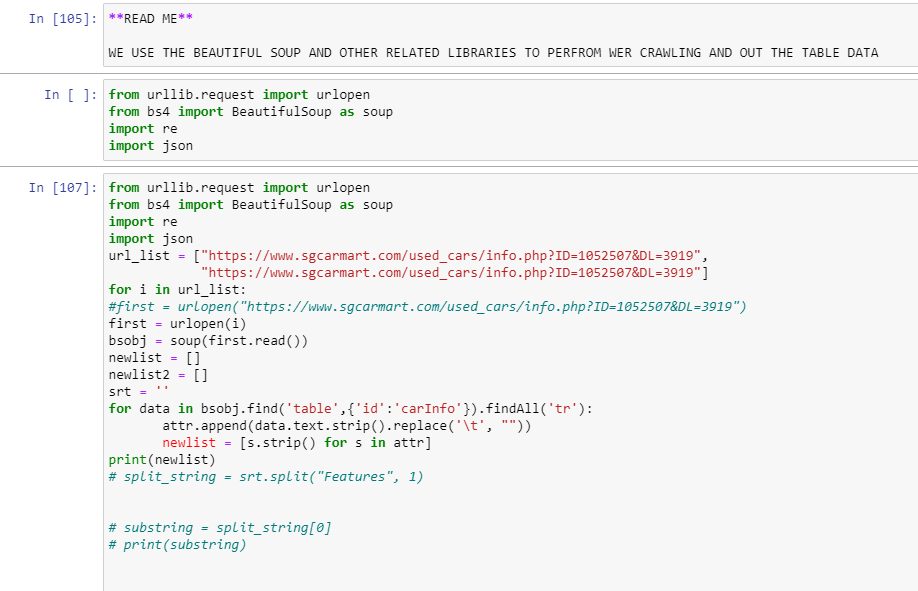 In [105]: **READ ME**
WE USE THE BEAUTIFUL SOUP AND OTHER RELATED LIBRARIES TO PERFROM WER CRAWLING AND OUT THE TABLE DATA
In [ ]: from urllib.request import urlopen
from bs4 import BeautifulSoup as soup
import re
import json
In [107]: from urllib.request import urlopen
from bs4 import BeautifulSoup as soup
import re
import json
url_list = ["https://www.sgcarmart.com/used_cars/info.php?ID=1052507&DL=3919",
"https://www.sgcarmart.com/used_cars/info.php?ID=1052507&DL=3919"]
for i in url_list:
#first = urlopen("https://www.sgcarmart.com/used_cars/info.php?ID=1052507&DL=3919")
first = urlopen(i)
bsobj = soup(first.read())
newlist = []
newlist2 = []
srt = ''
for data in bsobj.find('table',{'id':'carInfo'}).findAll('tr'):
attr.append(data.text.strip().replace('\t', ""))
newlist = [s.strip() for s in attr]
print(newlist)
# split_string = srt.split("Features", 1)
# substring = split_string[0]
# print(substring)